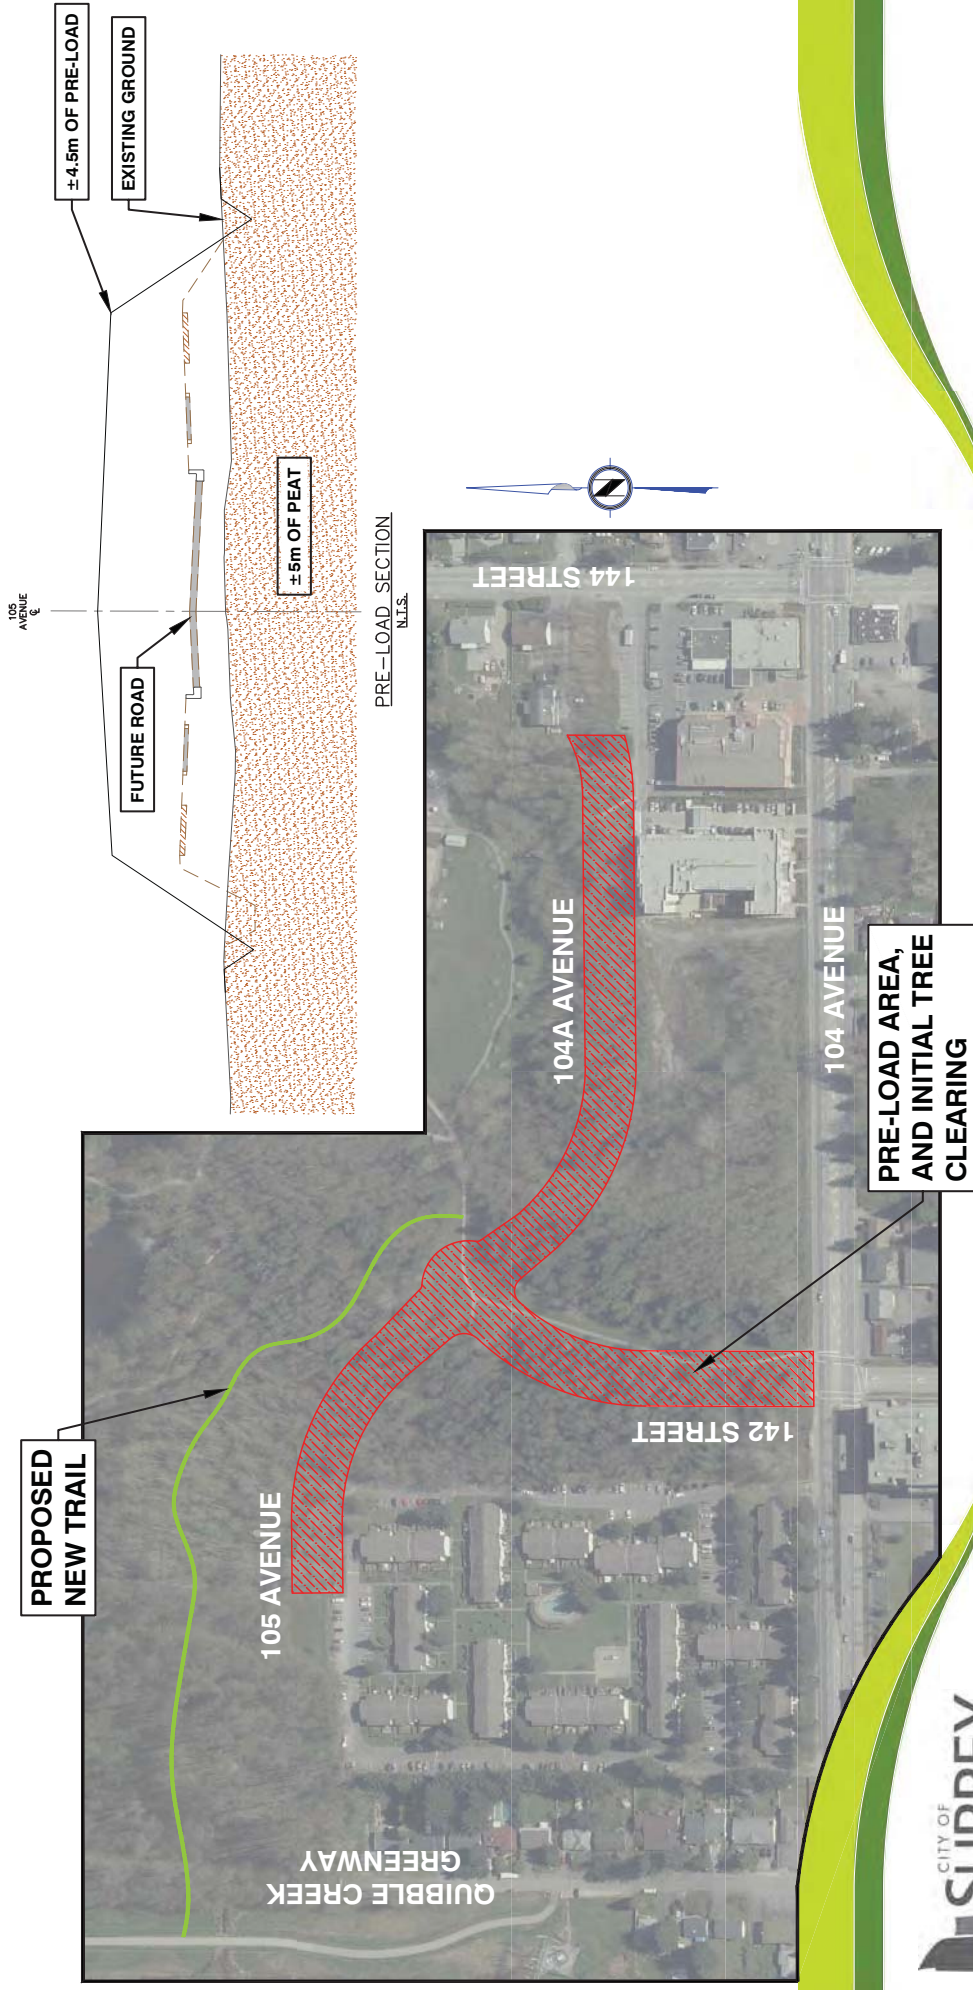 PROPOSED
NEW TRAIL
105 AVENUE
QUIBBLE CREEK
GREENWAY
142 STREET
104A AVENUE
104 AVENUE
144 STREET
PRE-LOAD AREA,
AND INITIAL TREE
CLEARING
105
AVENUE
℄
±4.5m OF PRE-LOAD
EXISTING GROUND
FUTURE ROAD
±5m OF PEAT
PRE-LOAD SECTION
N.T.S.
CITY OF
SURREY